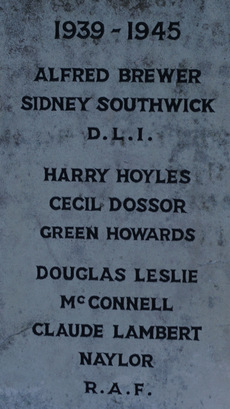 1939 - 1945
ALFRED BREWER
SIDNEY SOUTHWICK
D.L.I.
HARRY HOYLES
CECIL DOSSOR
GREEN HOWARDS
DOUGLAS LESLIE
McCONNELL
CLAUDE LAMBERT
NAYLOR
R.A.F.